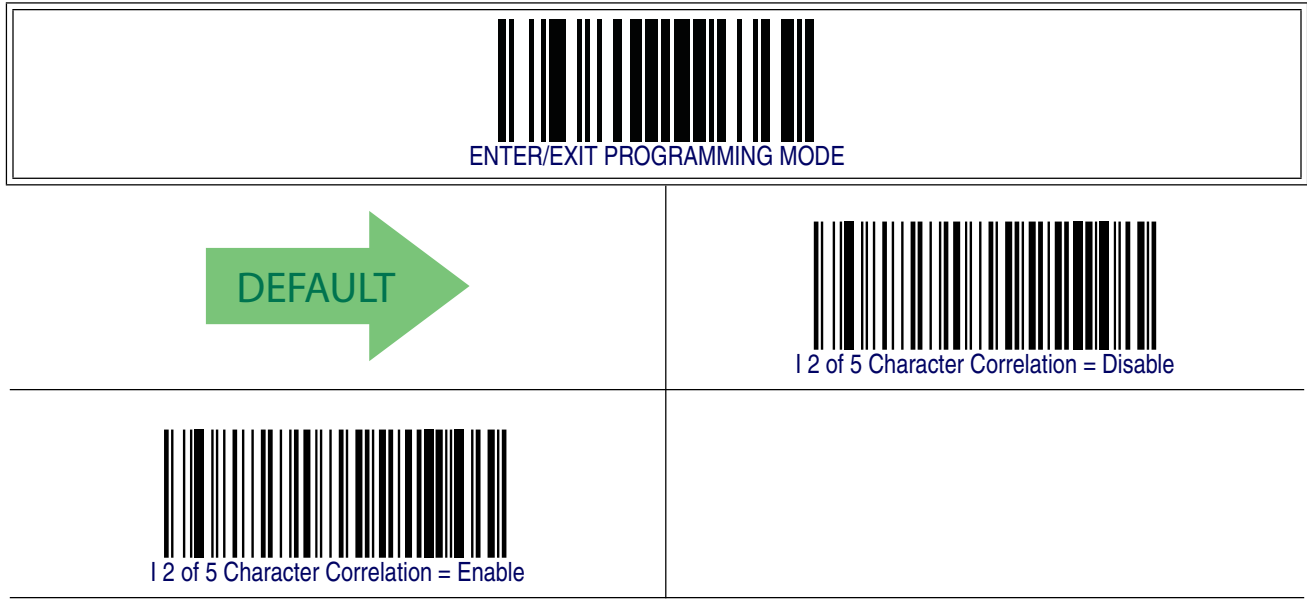 ENTER/EXIT PROGRAMMING MODE
DEFAULT
I 2 of 5 Character Correlation = Disable
I 2 of 5 Character Correlation = Enable